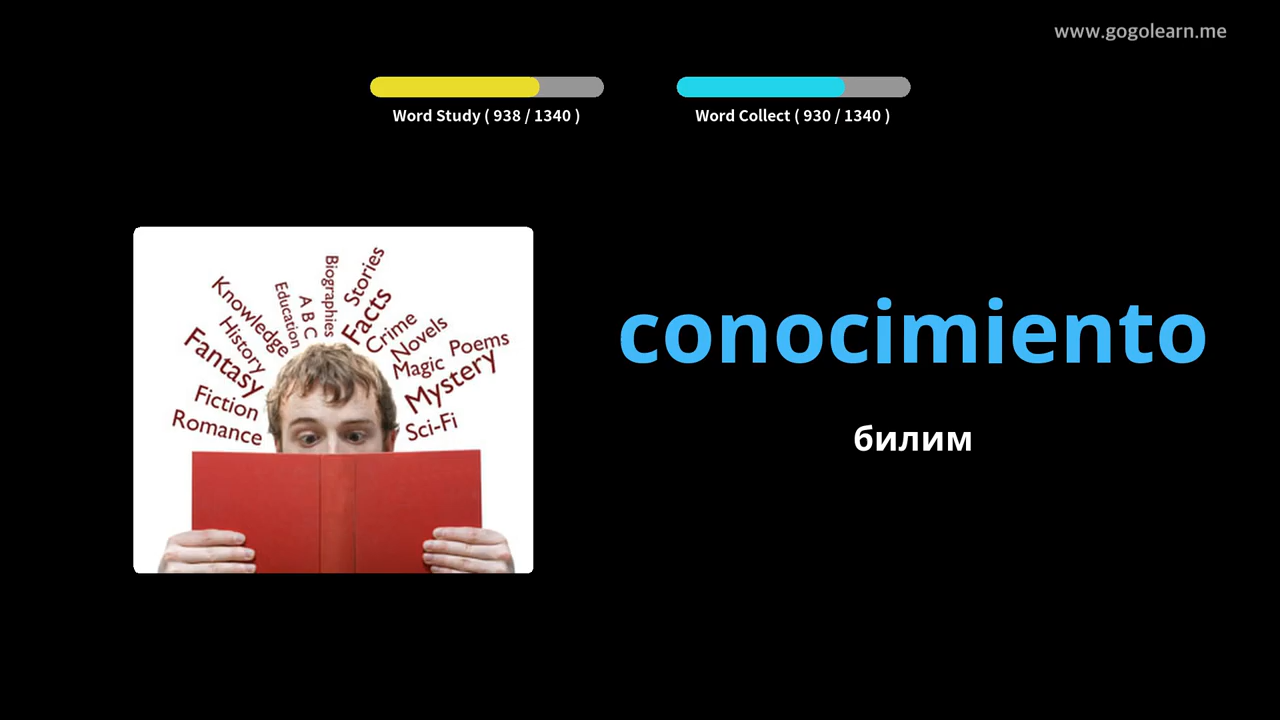 www.gogolearn.me
Word Study ( 938 / 1340 )
Word Collect ( 930 / 1340 )
Knowledge
Education
A B C
Biographies
Stories
Facts
Crime
Novels
Poems
Magic
Mystery
Sci-Fi
History
Fantasy
Fiction
Romance
conocimiento
билим